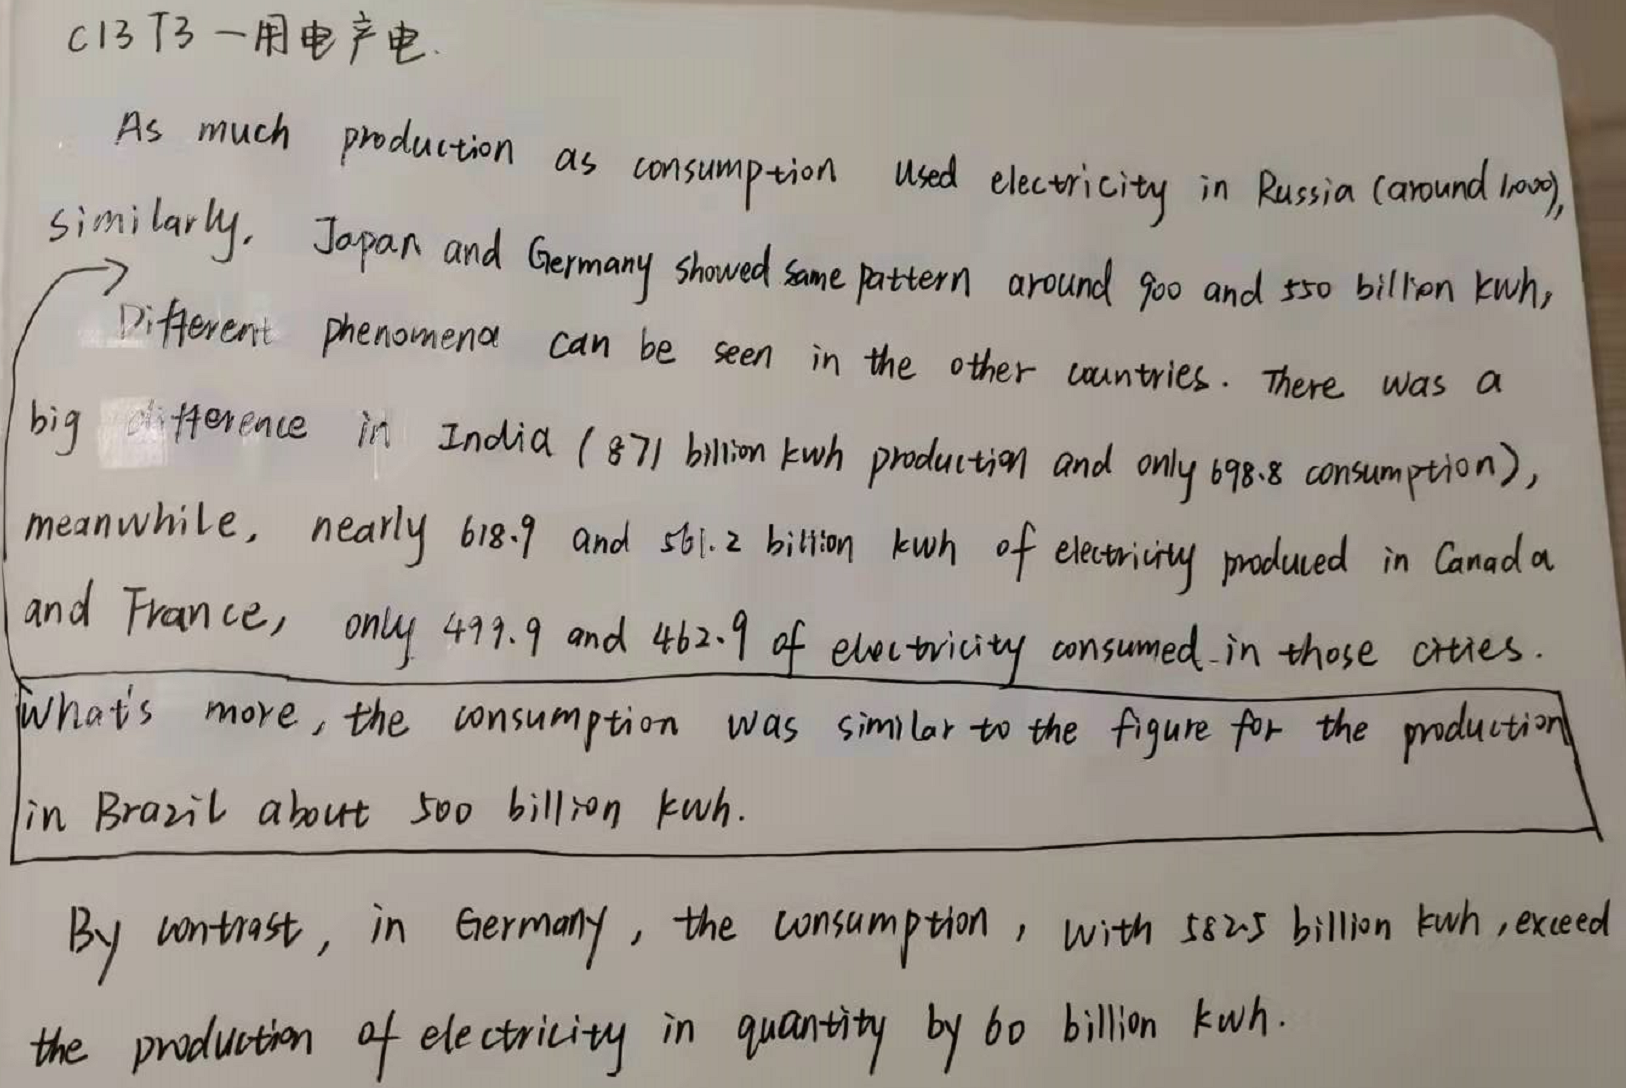 C13 T3 一用电产电.
As much production as consumption used electricity in Russia (around 1,000),
similarly, Japan and Germany showed same pattern around 900 and 550 billion kwh,
Different phenomena can be seen in the other countries. There was a
big difference in India (871 billion kwh production and only 698.8 consumption),
meanwhile, nearly 618.9 and 561.2 billion kwh of electricity produced in Canada
and France, only 499.9 and 462.9 of electricity consumed in those cities.
What's more, the consumption was similar to the figure for the production
in Brazil about 500 billion kwh.
By contrast, in Germany, the consumption, with 582.5 billion kwh, exceed
the production of electricity in quantity by 60 billion kwh.